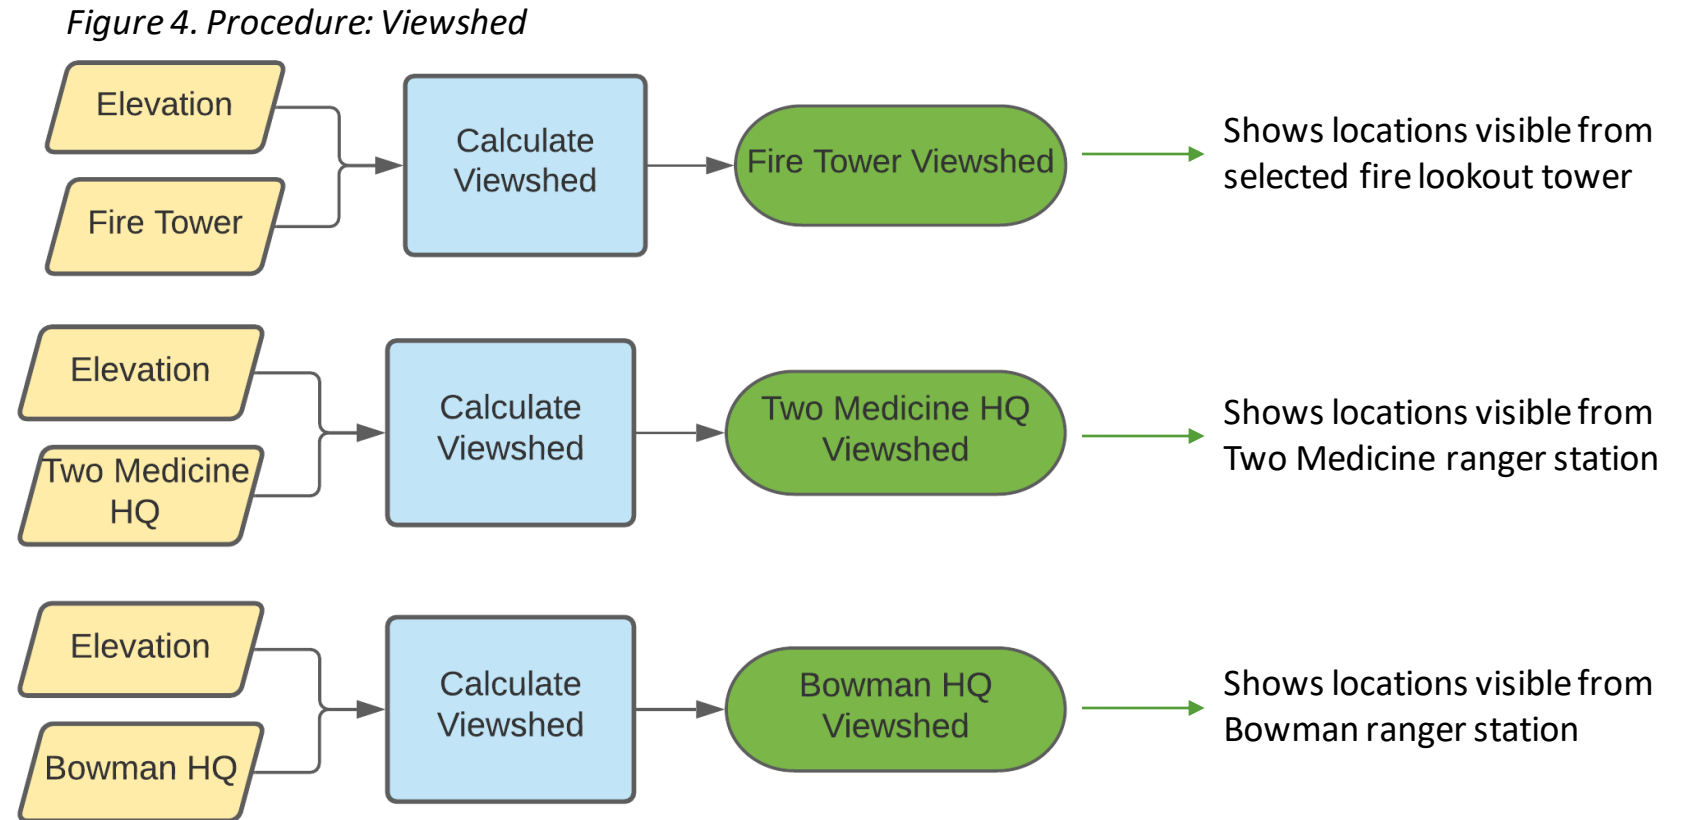 Figure 4. Procedure: Viewshed
Elevation
Fire Tower
Calculate
Viewshed
Fire Tower Viewshed
Shows locations visible from
selected fire lookout tower
Elevation
Two Medicine
HQ
Calculate
Viewshed
Two Medicine HQ
Viewshed
Shows locations visible from
Two Medicine ranger station
Elevation
Bowman HQ
Calculate
Viewshed
Bowman HQ
Viewshed
Shows locations visible from
Bowman ranger station